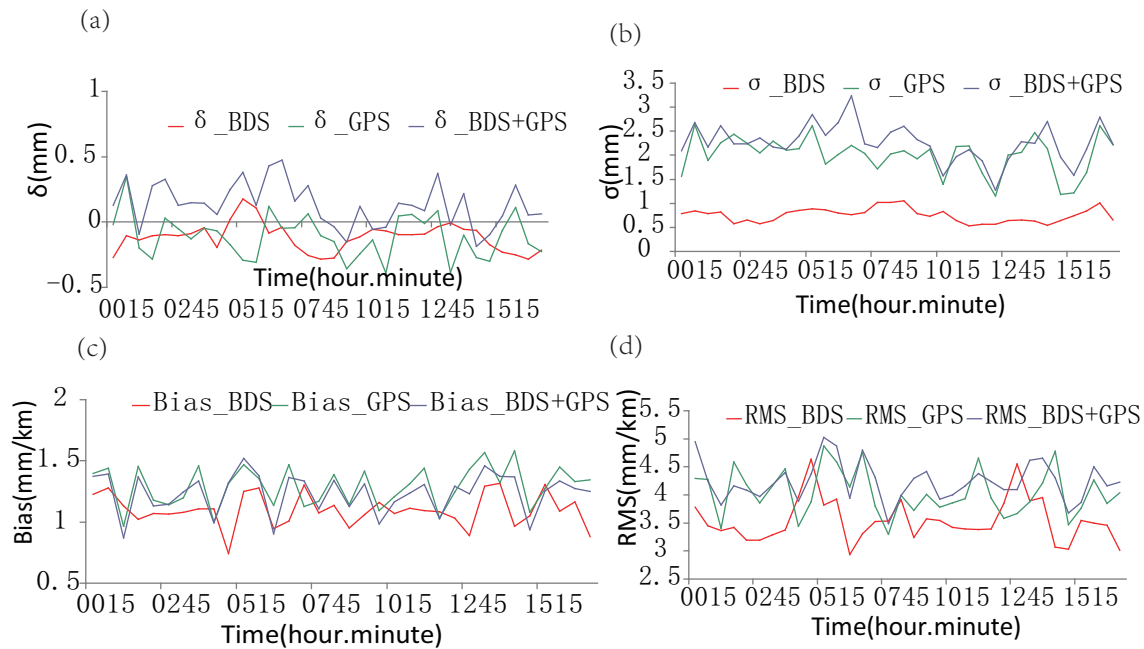 (a)
1
0.5
0
−0.5
δ(mm)
δ_BDS δ_GPS δ_BDS+GPS
Time(hour.minute)
0015 0245 0515 0745 1015 1245 1515
(b)
3.5
3
2.5
2
1.5
1
0.5
0
σ(mm)
σ_BDS σ_GPS σ_BDS+GPS
0015 0245 0515 0745 1015 1245 1515
Time(hour.minute)
(c)
2
1.5
1
0.5
Bias(mm/km)
Bias_BDS Bias_GPS Bias_BDS+GPS
0015 0245 0515 0745 1015 1245 1515
Time(hour.minute)
(d)
5.5
5
4.5
4
3.5
3
2.5
RMS(mm/km)
RMS_BDS RMS_GPS RMS_BDS+GPS
0015 0245 0515 0745 1015 1245 1515
Time(hour.minute)